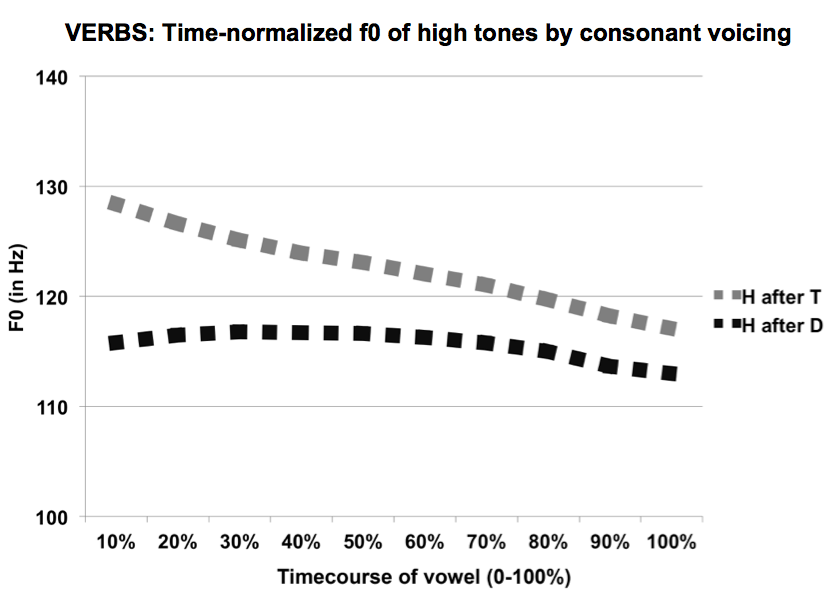 VERBS: Time-normalized f0 of high tones by consonant voicing
140
130
120
110
100
F0 (in Hz)
10% 20% 30% 40% 50% 60% 70% 80% 90% 100%
Timecourse of vowel (0-100%)
H after T
H after D